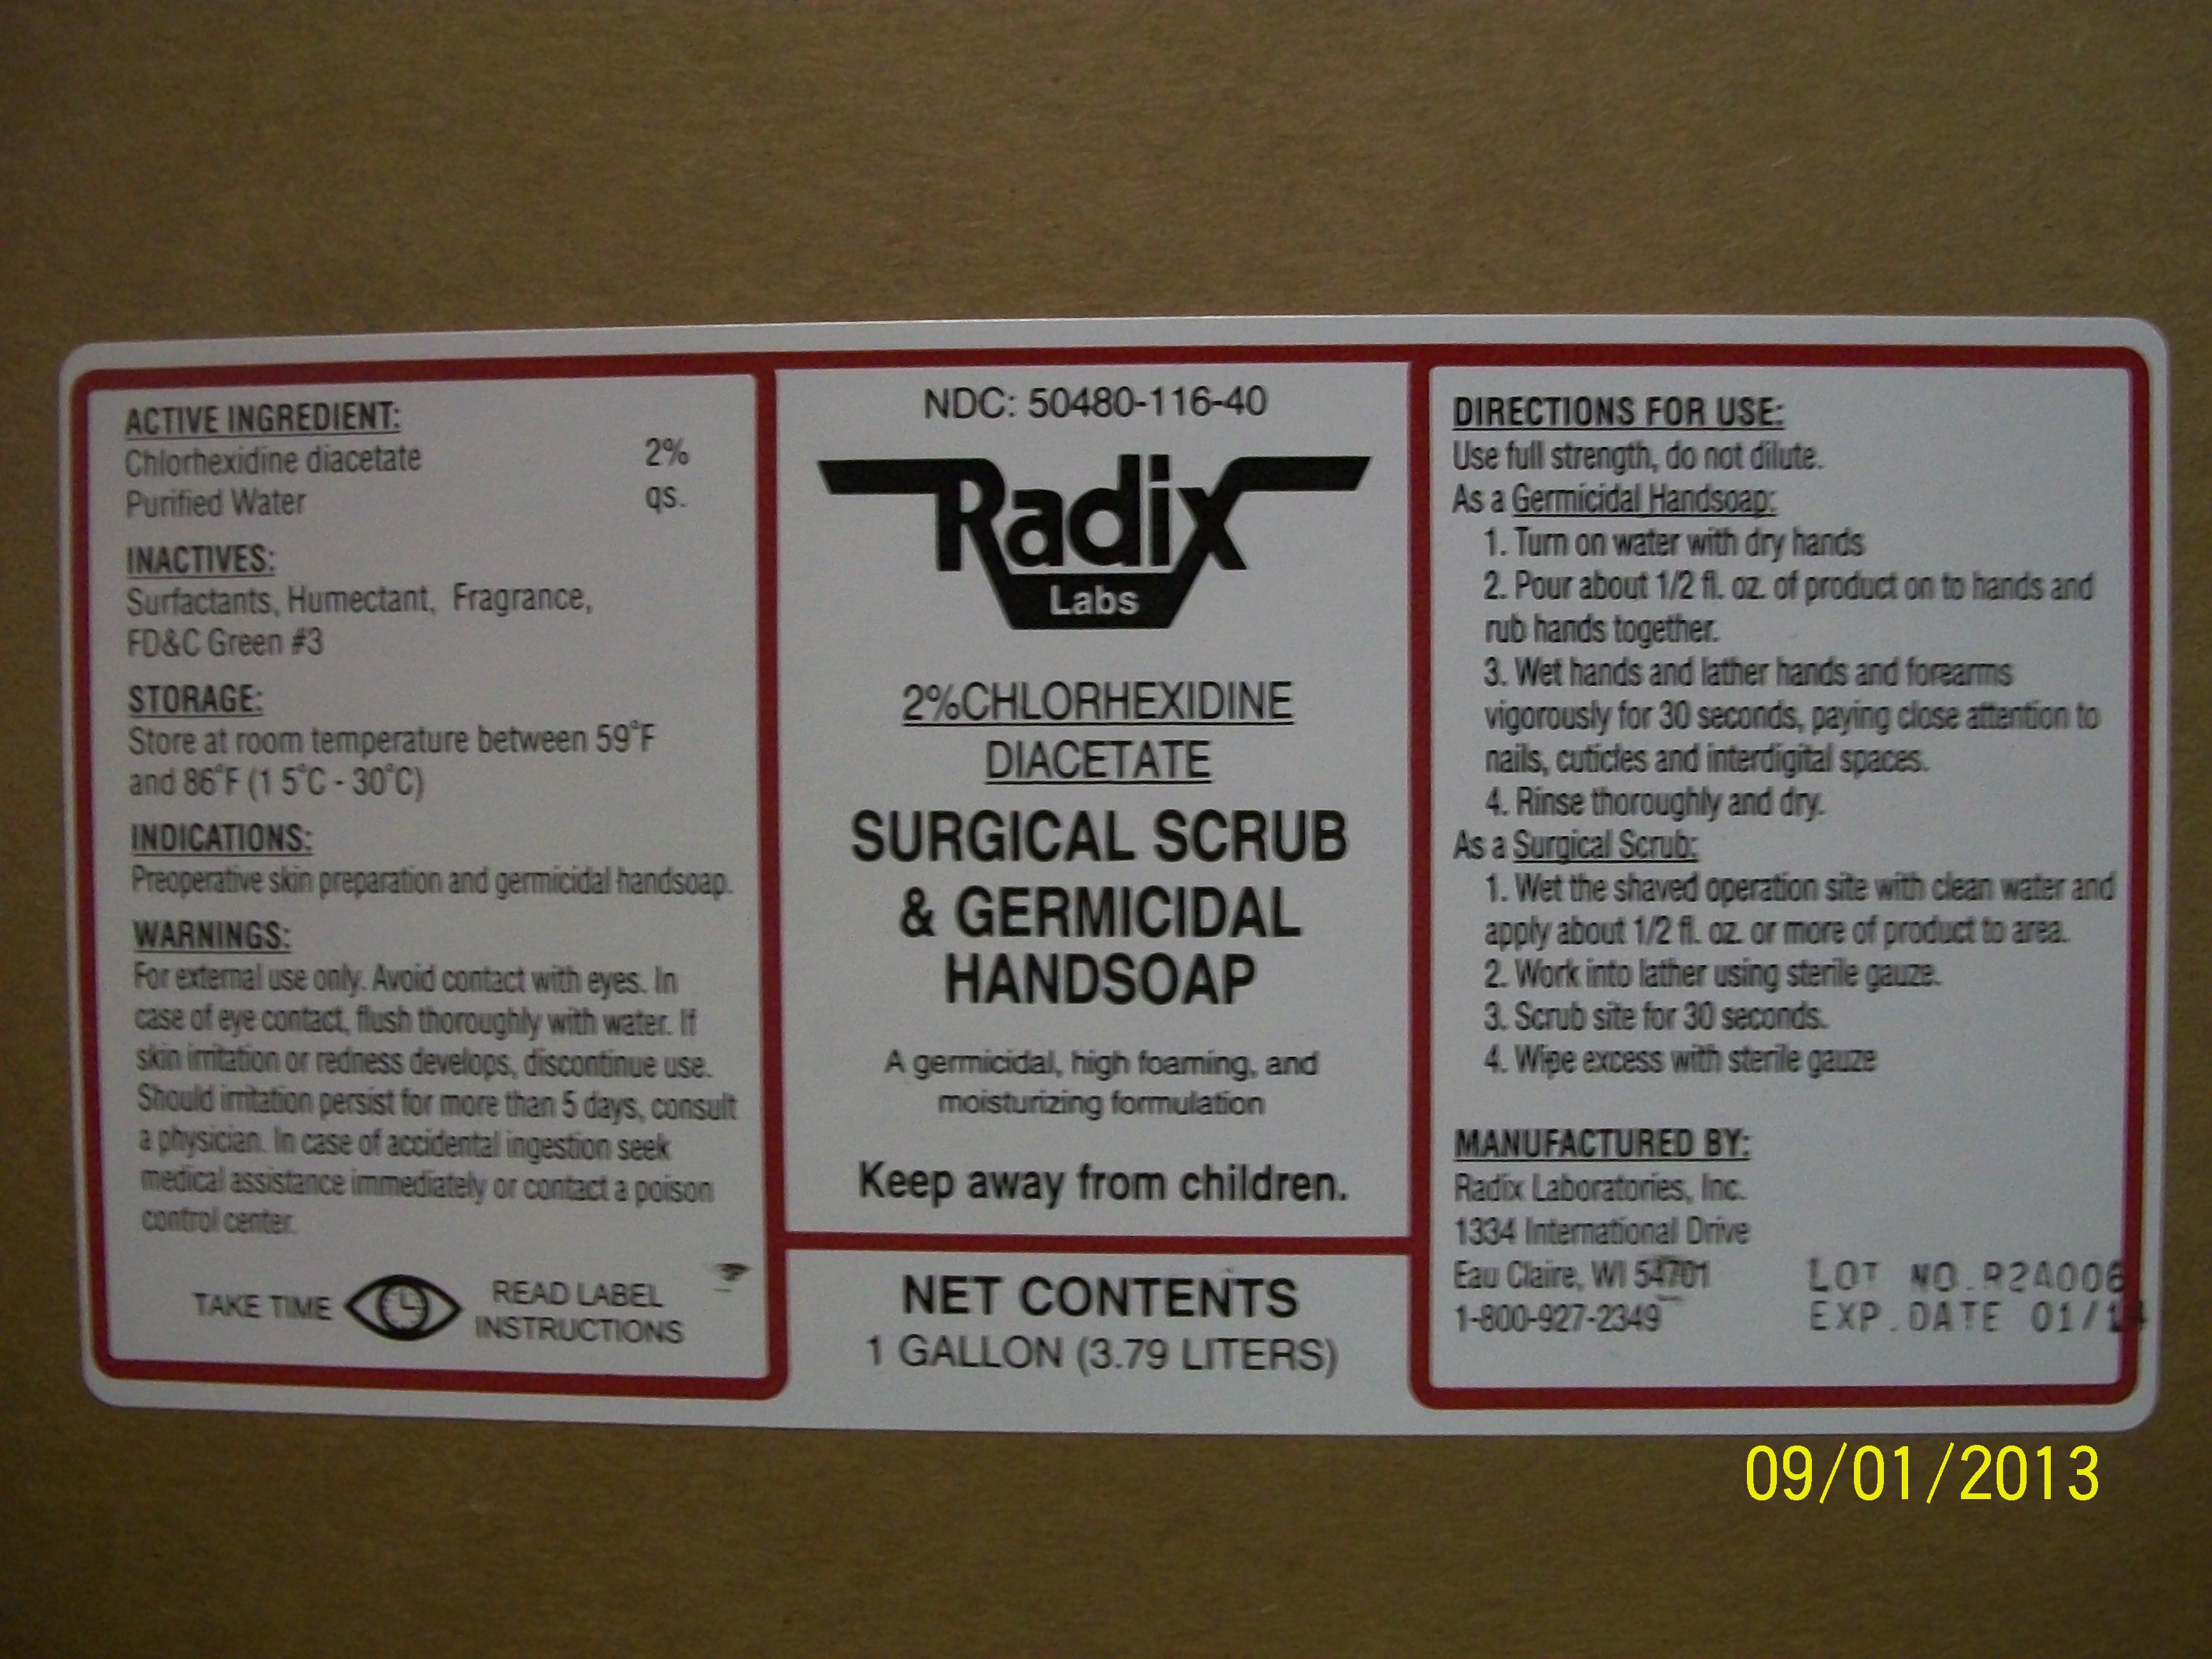 ACTIVE INGREDIENT:
Chlorhexidine diacetate 2%
Purified Water qs.
INACTIVES:
Surfactants, Humectant, Fragrance,
FD&C Green #3
STORAGE:
Store at room temperature between 59°F
and 86°F (1 5°C - 30°C)
INDICATIONS:
Preoperative skin preparation and germicidal handsoap.
WARNINGS:
For external use only. Avoid contact with eyes. In
case of eye contact, flush thoroughly with water. If
skin irritation or redness develops, discontinue use.
Should irritation persist for more than 5 days, consult
a physician. In case of accidental ingestion seek
medical assistance immediately or contact a poison
control center.
TAKE TIME
READ LABEL
INSTRUCTIONS
NDC: 50480-116-40
Radix
Labs
2%CHLORHEXIDINE
DIACETATE
SURGICAL SCRUB
& GERMICIDAL
HANDSOAP
A germicidal, high foaming, and
moisturizing formulation
Keep away from children.
NET CONTENTS
1 GALLON (3.79 LITERS)
DIRECTIONS FOR USE:
Use full strength, do not dilute.
As a Germicidal Handsoap:
1. Turn on water with dry hands
2. Pour about 1/2 fl. oz. of product on to hands and
rub hands together.
3. Wet hands and lather hands and forearms
vigorously for 30 seconds, paying close attention to
nails, cuticles and interdigital spaces.
4. Rinse thoroughly and dry.
As a Surgical Scrub:
1. Wet the shaved operation site with clean water and
apply about 1/2 fl. oz. or more of product to area.
2. Work into lather using sterile gauze.
3. Scrub site for 30 seconds.
4. Wipe excess with sterile gauze
MANUFACTURED BY:
Radix Laboratories, Inc.
1334 International Drive
Eau Claire, WI 54701
1-800-927-2349
LOT NO.R2A006
EXP.DATE 01/14
09/01/2013